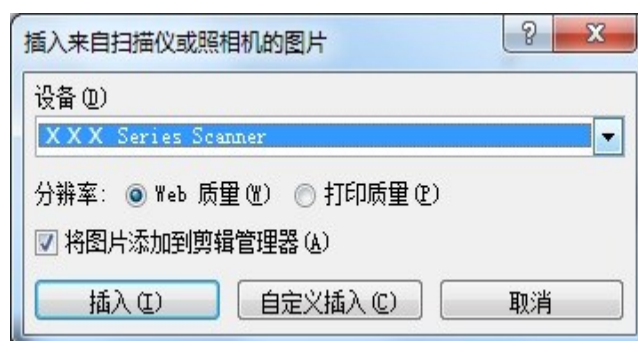 插入来自扫描仪或照相机的图片
设备(D)
XXX Series Scanner
分辨率: Web 质量(W) 打印质量(P)
将图片添加到剪辑管理器(A)
插入(I) 自定义插入(C) 取消